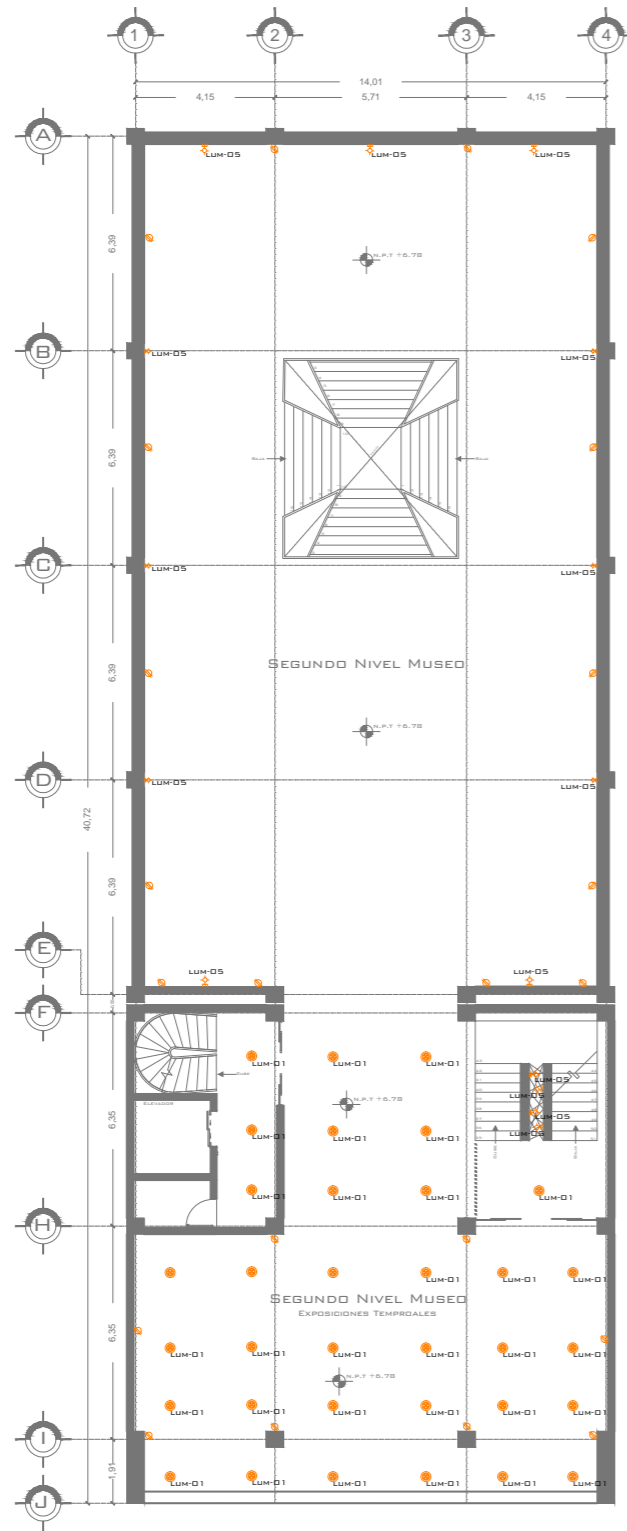 1 2 3 4
14,01
4,15 5,71 4,15
A
LUM-05 LUM-05 LUM-05
6,39
N.P.T +6.78
B
LUM-05 LUM-05
6,39
BAJA BAJA
C
LUM-05 LUM-05
SEGUNDO NIVEL MUSEO
6,39
N.P.T +6.78
D
LUM-05 LUM-05
40,72
6,39
E
LUM-05 LUM-05
F
LUM-01 LUM-01 LUM-01
SUBE
LUM-05
LUM-05
ELEVADOR
N.P.T +6.78
LUM-05
6,35
LUM-01 LUM-01 LUM-01 LUM-05
SUBE
LUM-01 LUM-01 LUM-01 LUM-01
H
LUM-01 LUM-01 LUM-01
SEGUNDO NIVEL MUSEO
EXPOSICIONES TEMPROALES
6,35
LUM-01 LUM-01 LUM-01 LUM-01 LUM-01 LUM-01
N.P.T +6.78
LUM-01 LUM-01 LUM-01 LUM-01 LUM-01 LUM-01
I
1,91
LUM-01 LUM-01 LUM-01 LUM-01 LUM-01 LUM-01
J